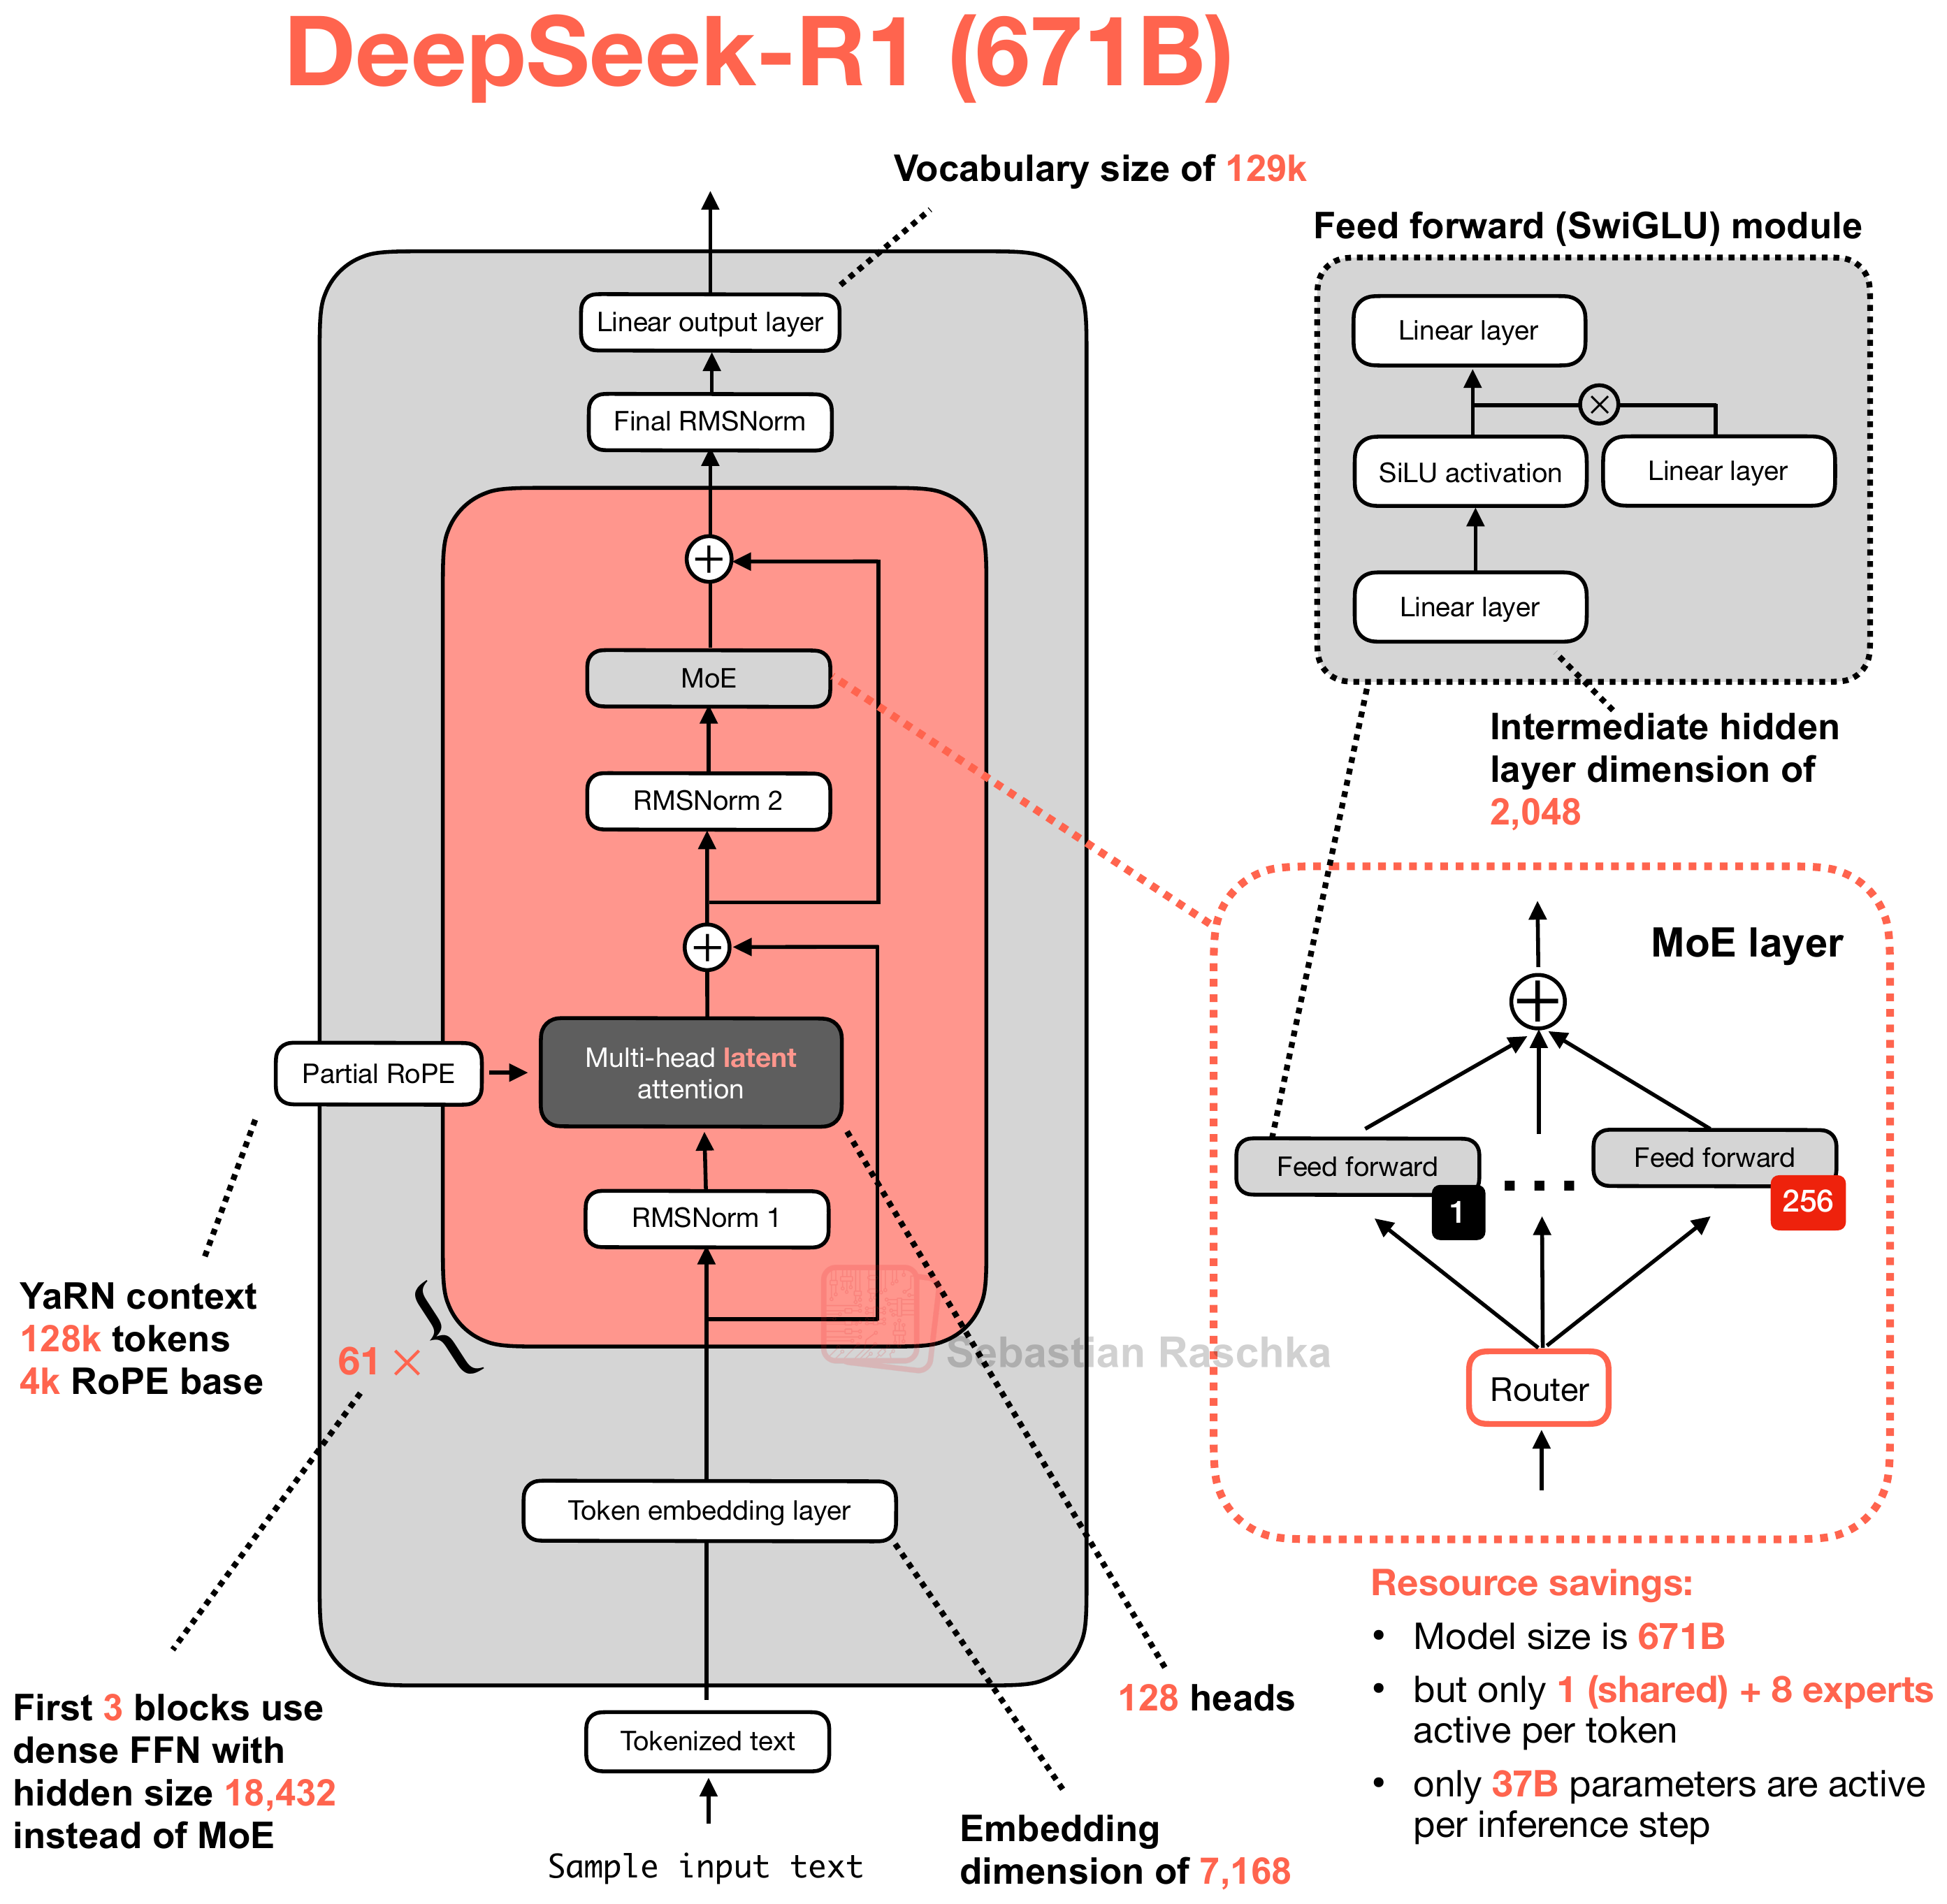 DeepSeek-R1 (671B)
Vocabulary size of 129k
Linear output layer
Final RMSNorm
MoE
RMSNorm 2
Multi-head latent
attention
Partial RoPE
RMSNorm 1
YaRN context
128k tokens
4k RoPE base
61 ×
Sebastian Raschka
Token embedding layer
128 heads
First 3 blocks use
dense FFN with
hidden size 18,432
instead of MoE
Tokenized text
Sample input text
Embedding
dimension of 7,168
Feed forward (SwiGLU) module
Linear layer
SiLU activation
Linear layer
Linear layer
Intermediate hidden
layer dimension of
2,048
MoE layer
Feed forward
1
Feed forward
256
Router
Resource savings:
• Model size is 671B
• but only 1 (shared) + 8 experts
active per token
• only 37B parameters are active
per inference step